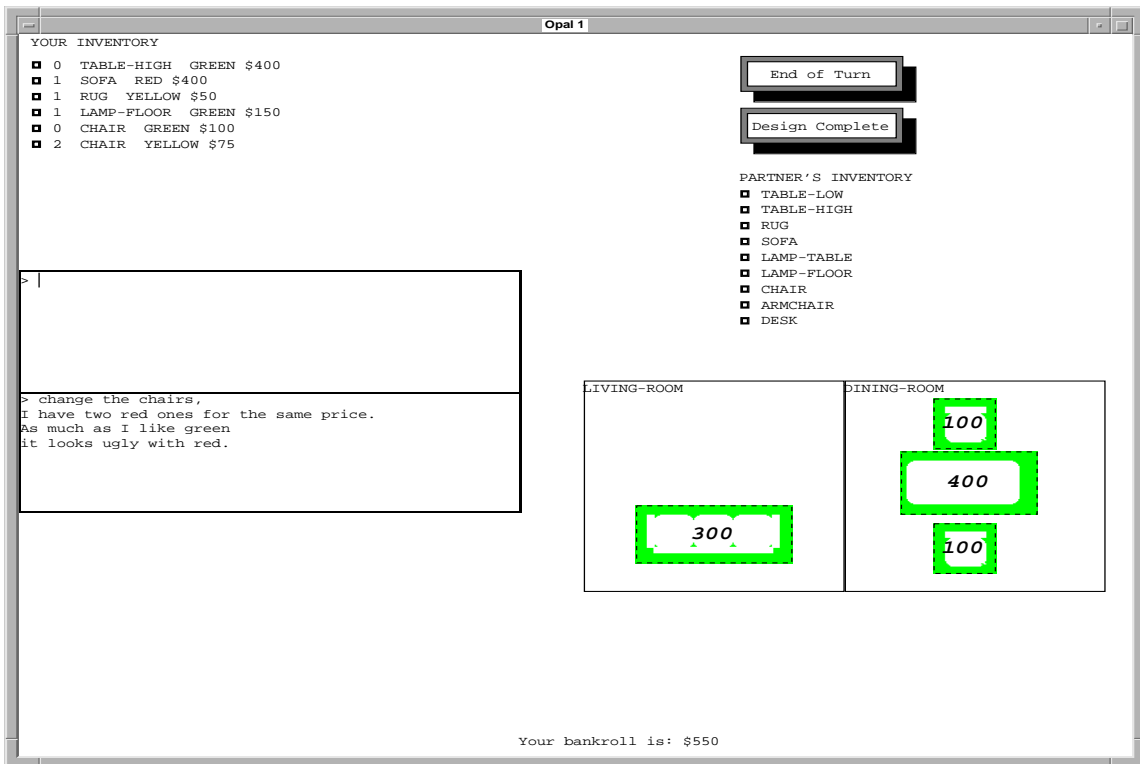 Opal 1
YOUR INVENTORY
0 TABLE-HIGH GREEN $400
1 SOFA RED $400
1 RUG YELLOW $50
1 LAMP-FLOOR GREEN $150
0 CHAIR GREEN $100
2 CHAIR YELLOW $75
End of Turn
Design Complete
PARTNER'S INVENTORY
TABLE-LOW
TABLE-HIGH
RUG
SOFA
LAMP-TABLE
LAMP-FLOOR
CHAIR
ARMCHAIR
DESK
> |
> change the chairs,
I have two red ones for the same price.
As much as I like green
it looks ugly with red.
LIVING-ROOM
300
DINING-ROOM
100
400
100
Your bankroll is: $550